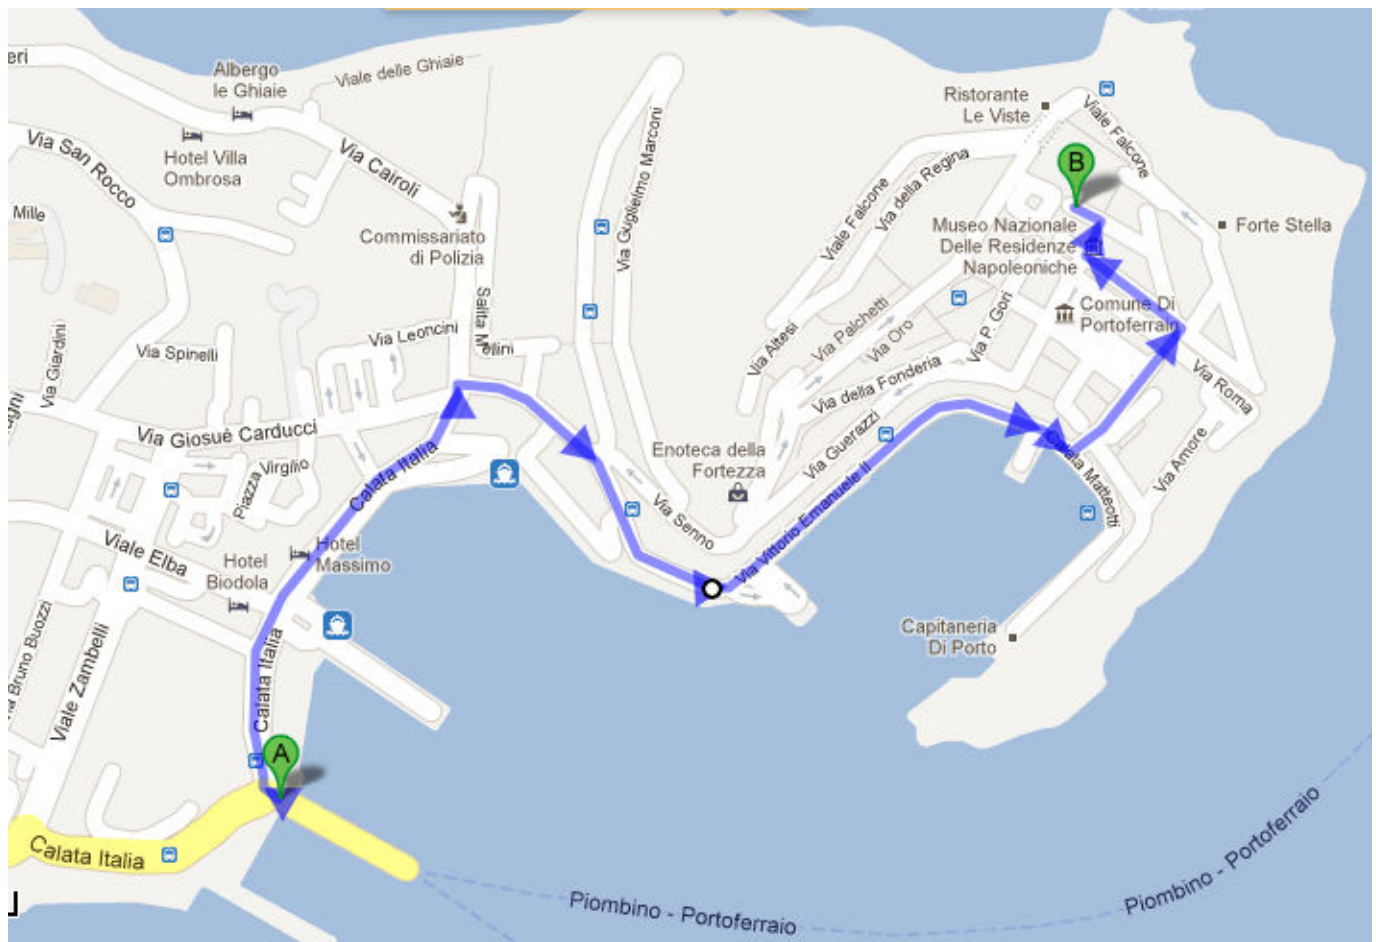 eri
Albergo
le Ghiaie
Viale delle Ghiaie
Hotel Villa
Ombrosa
Via San Rocco
Via Cairoli
Mille
Commissariato
di Polizia
Via Guglielmo Marconi
Ristorante
Le Viste
Viale Falcone
B
Forte Stella
Viale Falcone
Via della Regina
Museo Nazionale
Delle Residenze
Napoleoniche
Comune Di
Portoferraio
Via P. Gori
Via Palchetti
Via Oro
Via Altesi
Via della Fonderia
Via Roma
Via Amore
Via Guerazzi
Calata Matteotti
Via Giardini
Via Spinelli
Via Leoncini
Salita M
ellini
Via Giosuè Carducci
Piazza Virgilio
Calata Italia
Enoteca della
Fortezza
Via Senno
Via Vittorio Emanuele II
Viale Elba
Hotel
Biodola
Hotel
Massimo
Bruno Buozzi
Viale Zambelli
Calata Italia
A
Calata Italia
Capitaneria
Di Porto
Piombino - Portoferraio
Piombino - Portoferraio